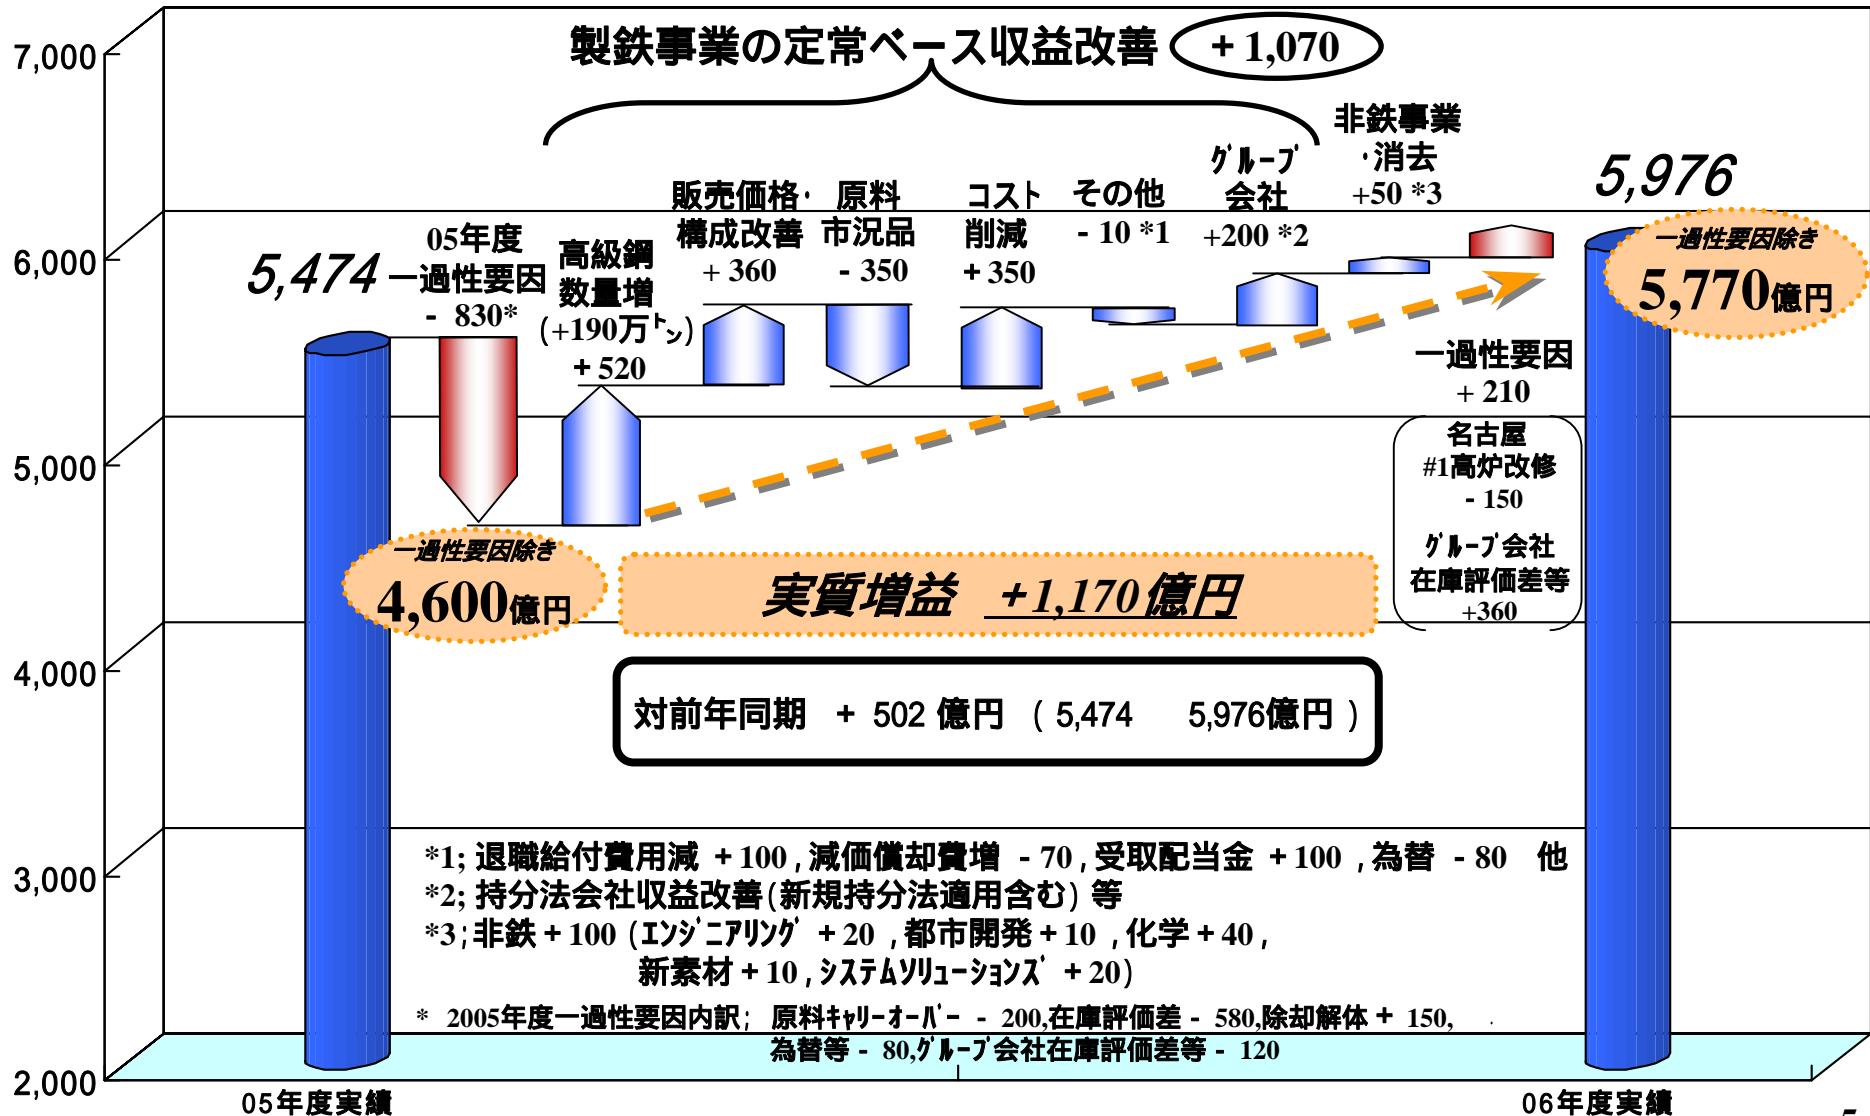 製鉄事業の定常ベース収益改善 +1,070
7,000
6,000
5,000
4,000
3,000
2,000
5,474
05年度
一過性要因
- 830*
高級鋼
数量増
(+190万トン)
+520
販売価格・
構成改善
+ 360
原料
市況品
- 350
コスト
削減
+350
その他
- 10 *1
グループ
会社
+200 *2
非鉄事業
・消去
+50 *3
5,976
一過性要因除き
5,770億円
一過性要因
+ 210
名古屋
#1高炉改修
- 150
グループ会社
在庫評価差等
+360
一過性要因除き
4,600億円
実質増益 +1,170億円
対前年同期 + 502 億円 ( 5,474 5,976億円 )
*1; 退職給付費用減 +100 , 減価償却費増 - 70 , 受取配当金 +100 , 為替 - 80 他
*2; 持分法会社収益改善(新規持分法適用含む) 等
*3; 非鉄+100 (エンジニアリング +20 , 都市開発+10 , 化学+40 ,
新素材+10 , システムソリューションズ +20)
* 2005年度一過性要因内訳; 原料キャリーオーバー - 200,在庫評価差 - 580,除却解体+ 150,
為替等 - 80,グループ会社在庫評価差等 - 120
05年度実績
06年度実績